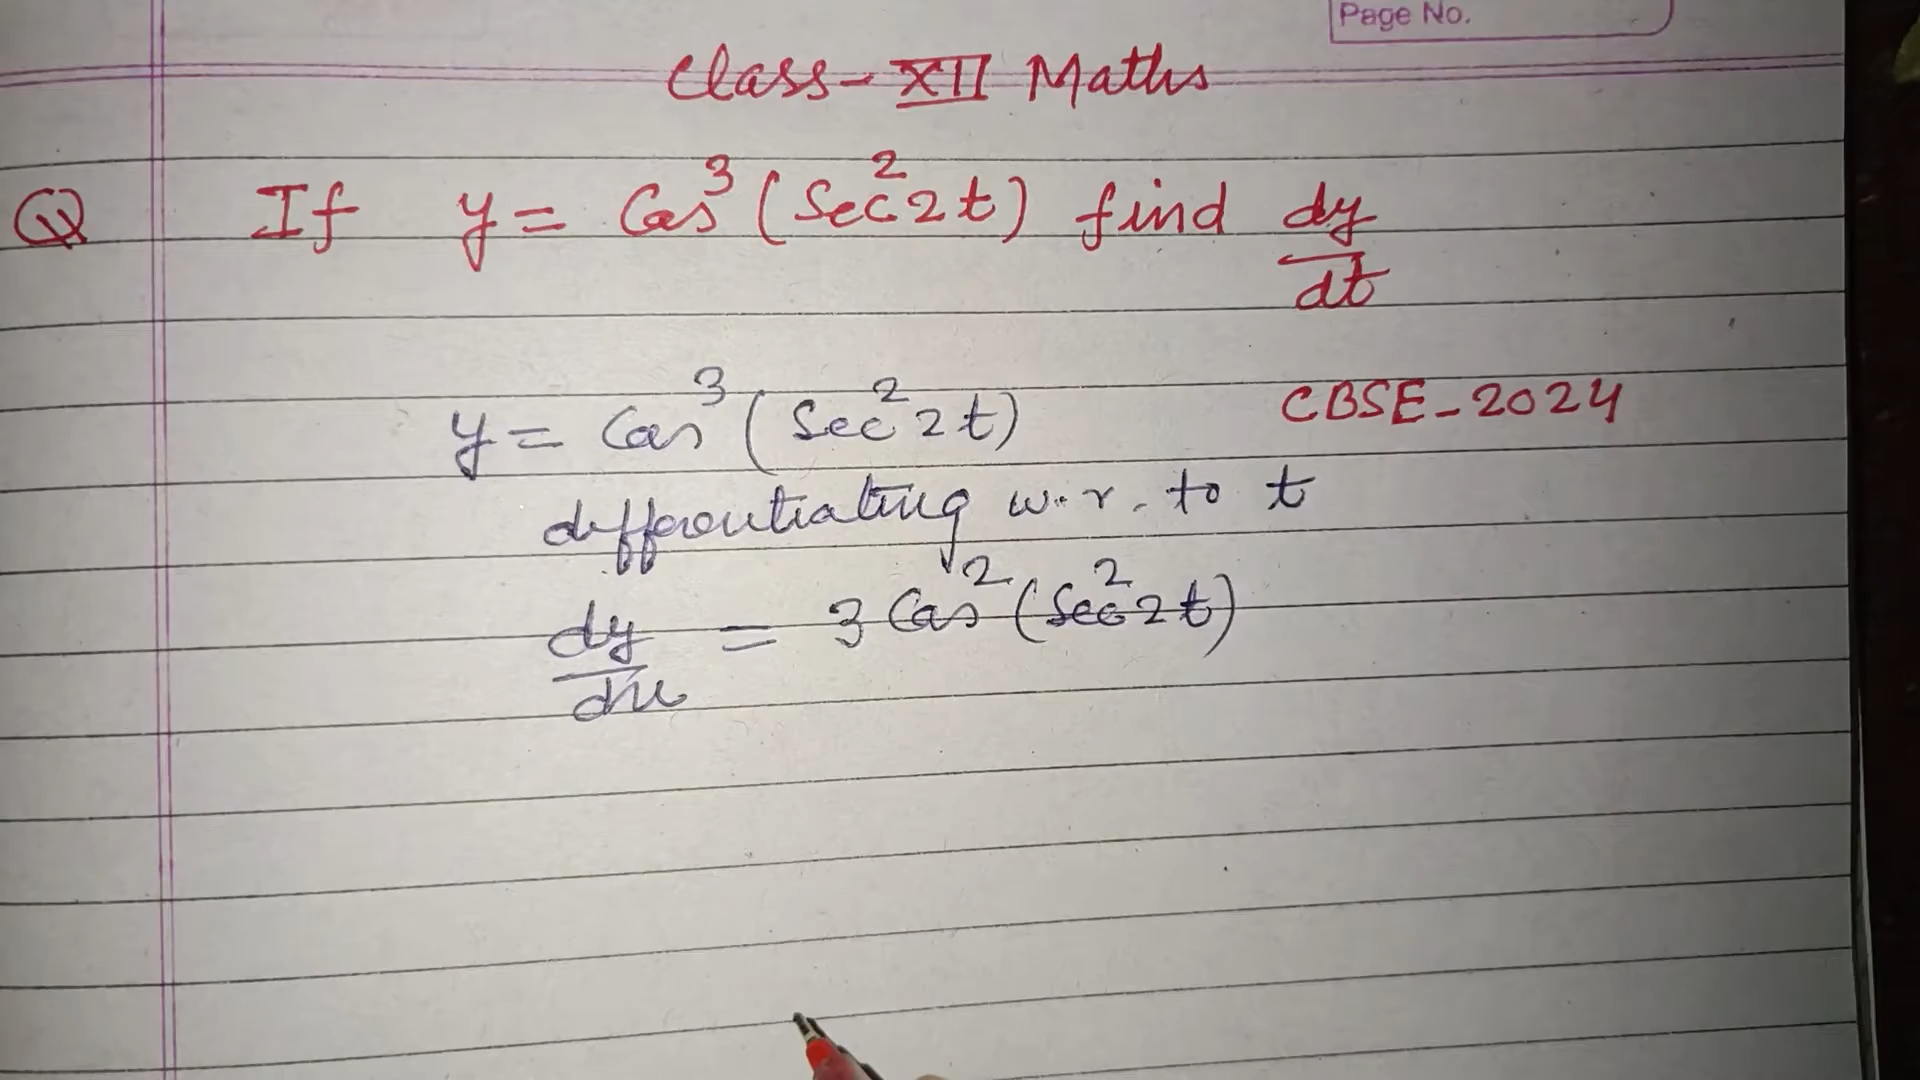 Page No.
Class-XII Maths
Q If y = Cos³(Sec²2t) find dy/dt
y = Cos³(Sec²2t) CBSE-2024
differentiating w.r. to t
dy/dx = 3 Cos²(Sec²2t)